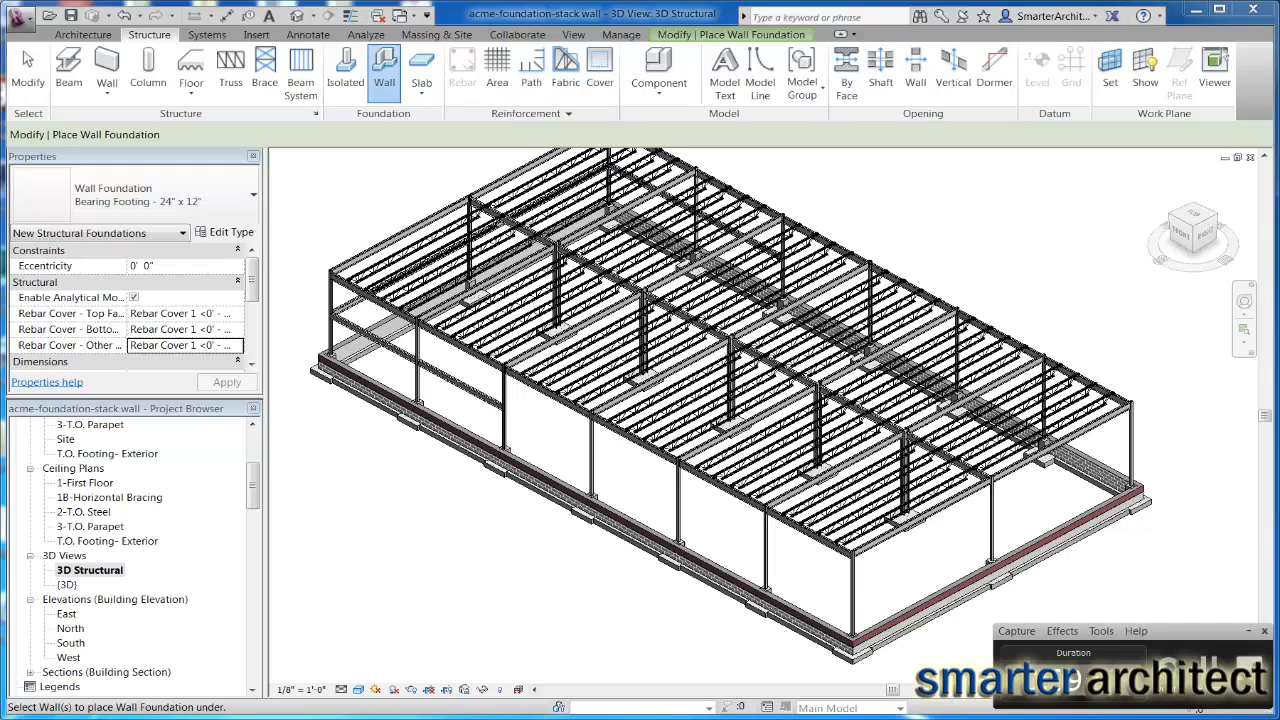 acme-foundation-stack wall - 3D View: 3D Structural
Type a keyword or phrase
SmarterArchit...
Architecture Structure Systems Insert Annotate Analyze Massing & Site Collaborate View Manage Modify | Place Wall Foundation
Modify Beam Wall Column Floor Truss Brace Beam System Isolated Wall Slab Rebar Area Path Fabric Cover Component Model Text Model Line Model Group By Face Shaft Wall Vertical Dormer Level Grid Set Show Ref Plane Viewer
Select Structure Foundation Reinforcement Model Opening Datum Work Plane
Modify | Place Wall Foundation
Properties
Wall Foundation
Bearing Footing - 24" x 12"
New Structural Foundations Edit Type
Constraints
Eccentricity 0' 0"
Structural
Enable Analytical Mo...
Rebar Cover - Top Fa... Rebar Cover 1 <0' - ...
Rebar Cover - Botto... Rebar Cover 1 <0' - ...
Rebar Cover - Other ... Rebar Cover 1 <0' - ...
Dimensions
Properties help Apply
acme-foundation-stack wall - Project Browser
3-T.O. Parapet
Site
T.O. Footing- Exterior
Ceiling Plans
1-First Floor
1B-Horizontal Bracing
2-T.O. Steel
3-T.O. Parapet
T.O. Footing- Exterior
3D Views
3D Structural
{3D}
Elevations (Building Elevation)
East
North
South
West
Sections (Building Section)
Legends
TOP
FRONT
RIGHT
Capture Effects Tools Help
Duration
smarter architect
1/8" = 1'-0"
Select Wall(s) to place Wall Foundation under.
:0
Main Model